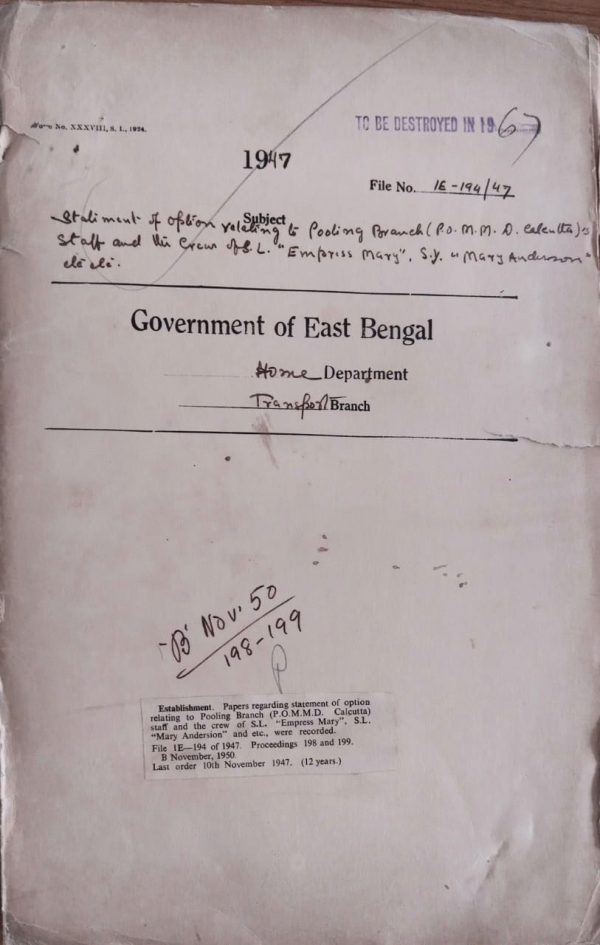 Form No. XXXVIII, S. I., 1934.
TO BE DESTROYED IN 1967
1947
File No. 1E-194/47
Subject
Statiment of option relating to Pooling Branch (P.O.M.M.D. Calcutta)'s
Staff and the Crew of S.L. "Empriss Mary", S.Y. "Mary Anderson"
etc etc.
Government of East Bengal
Home Department
Transport Branch
'B' Nov. 50
198-199
Establishment. Papers regarding statement of option
relating to Pooling Branch (P.O.M.M.D. Calcutta)
staff and the crew of S.L. "Empress Mary", S.L.
"Mary Andersion" and etc., were recorded.
File 1E—194 of 1947. Proceedings 198 and 199.
B November, 1950
Last order 10th November 1947. (12 years.)